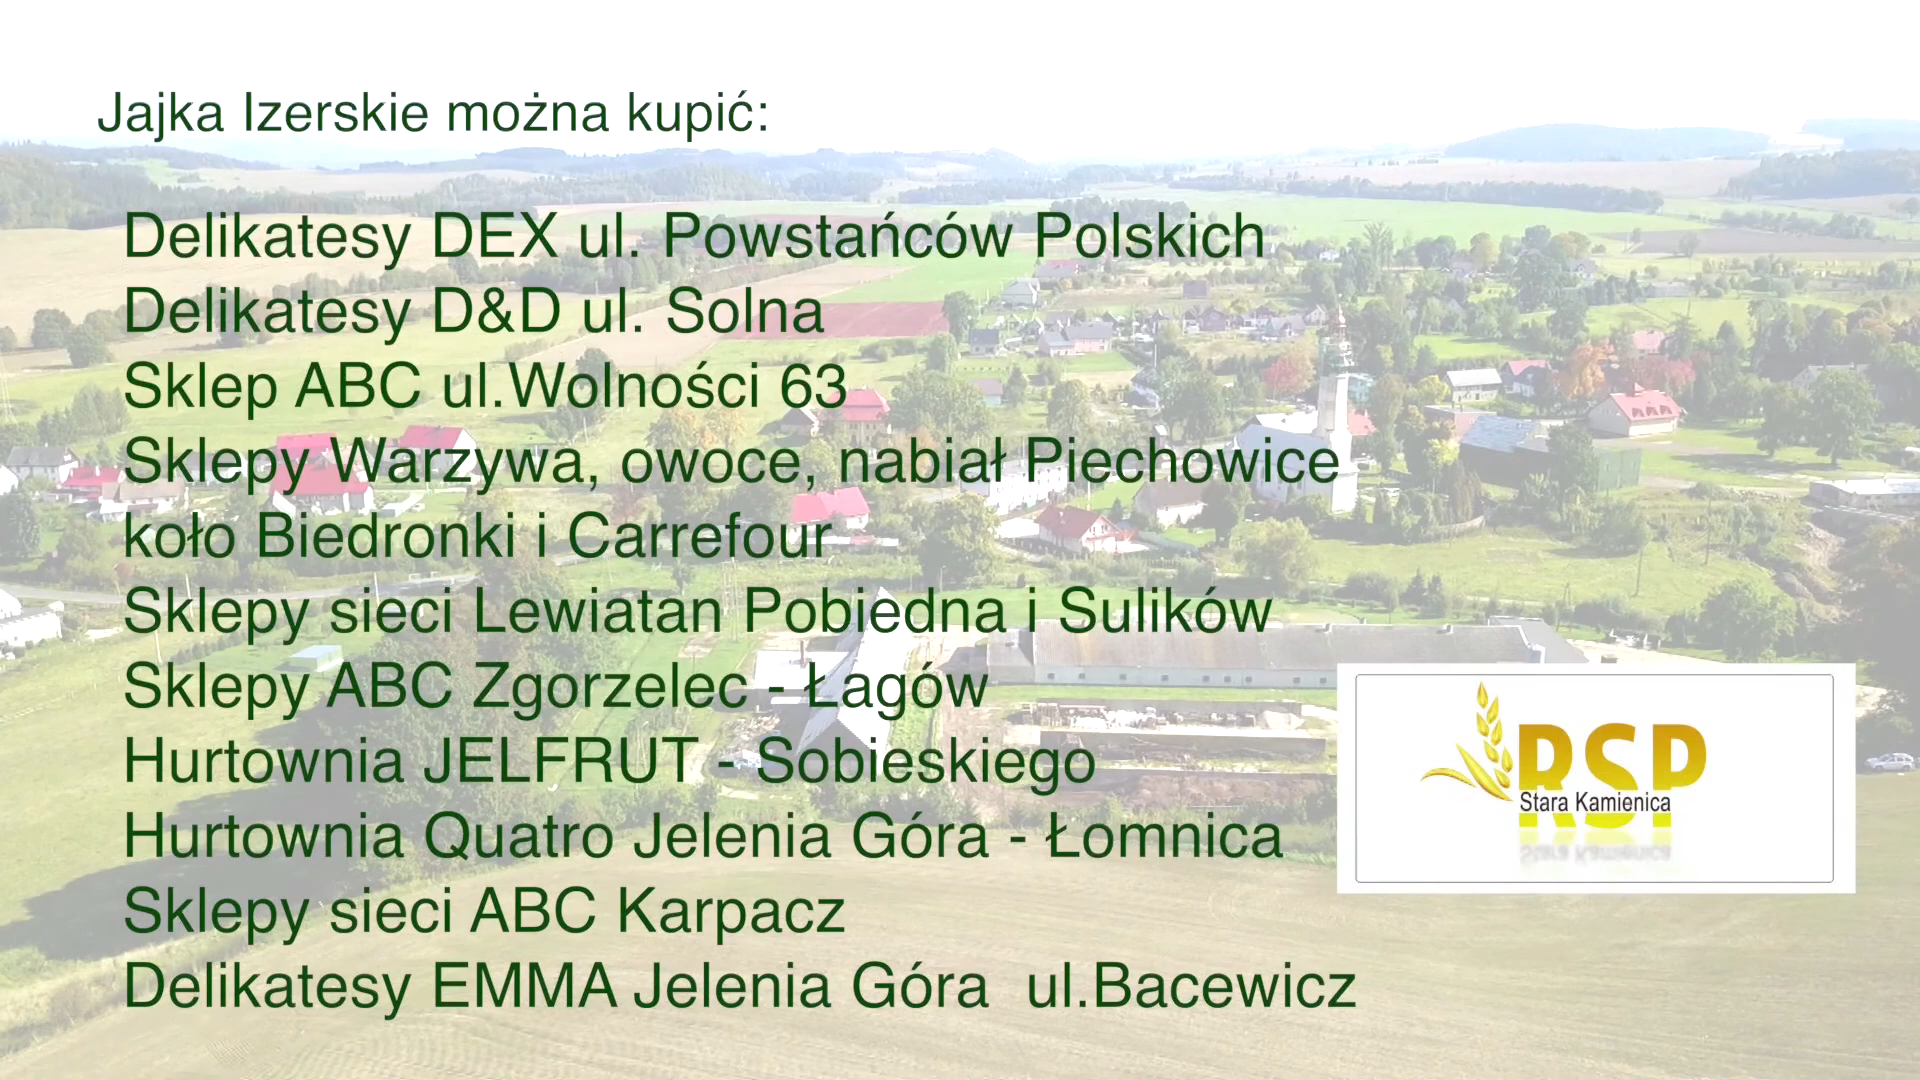 Jajka Izerskie można kupić:
Delikatesy DEX ul. Powstańców Polskich
Delikatesy D&D ul. Solna
Sklep ABC ul.Wolności 63
Sklepy Warzywa, owoce, nabiał Piechowice
koło Biedronki i Carrefour
Sklepy sieci Lewiatan Pobiedna i Sulików
Sklepy ABC Zgorzelec - Łagów
Hurtownia JELFRUT - Sobieskiego
Hurtownia Quatro Jelenia Góra - Łomnica
Sklepy sieci ABC Karpacz
Delikatesy EMMA Jelenia Góra  ul.Bacewicz
RSP
Stara Kamienica